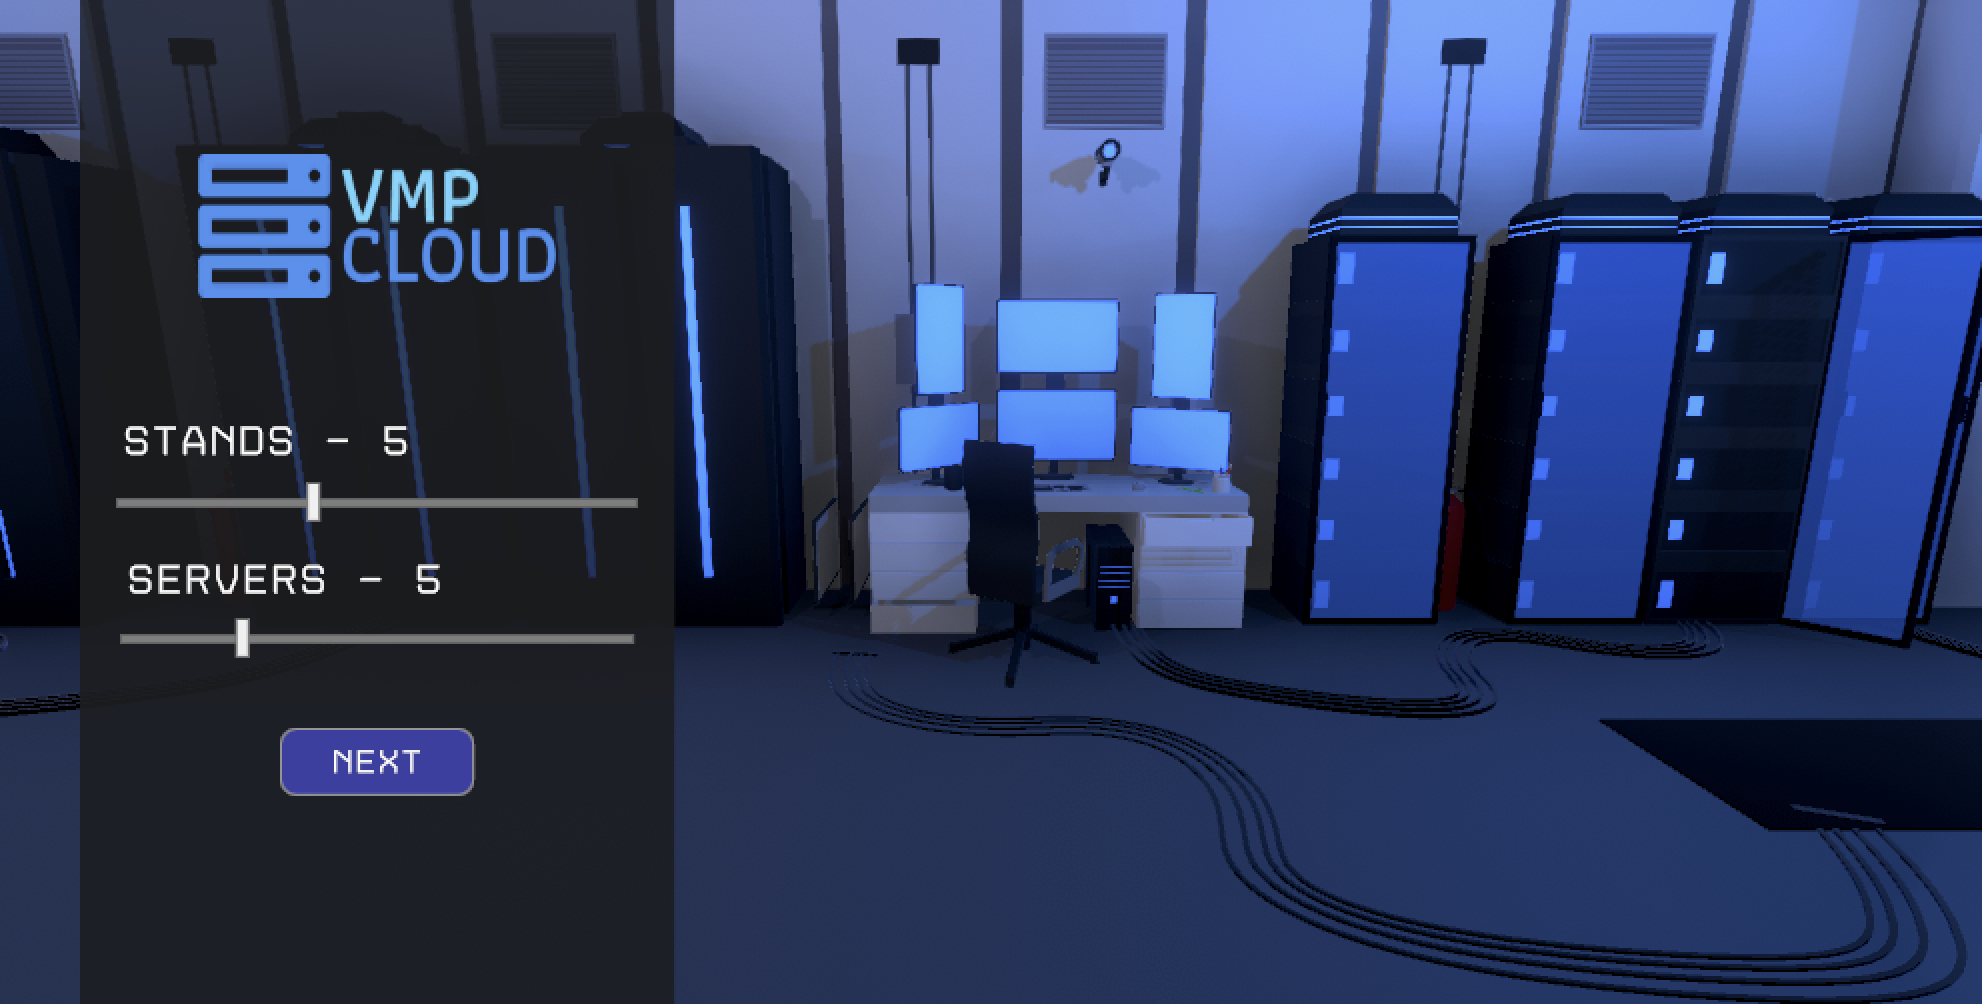 VMP
CLOUD
STANDS - 5
SERVERS - 5
NEXT